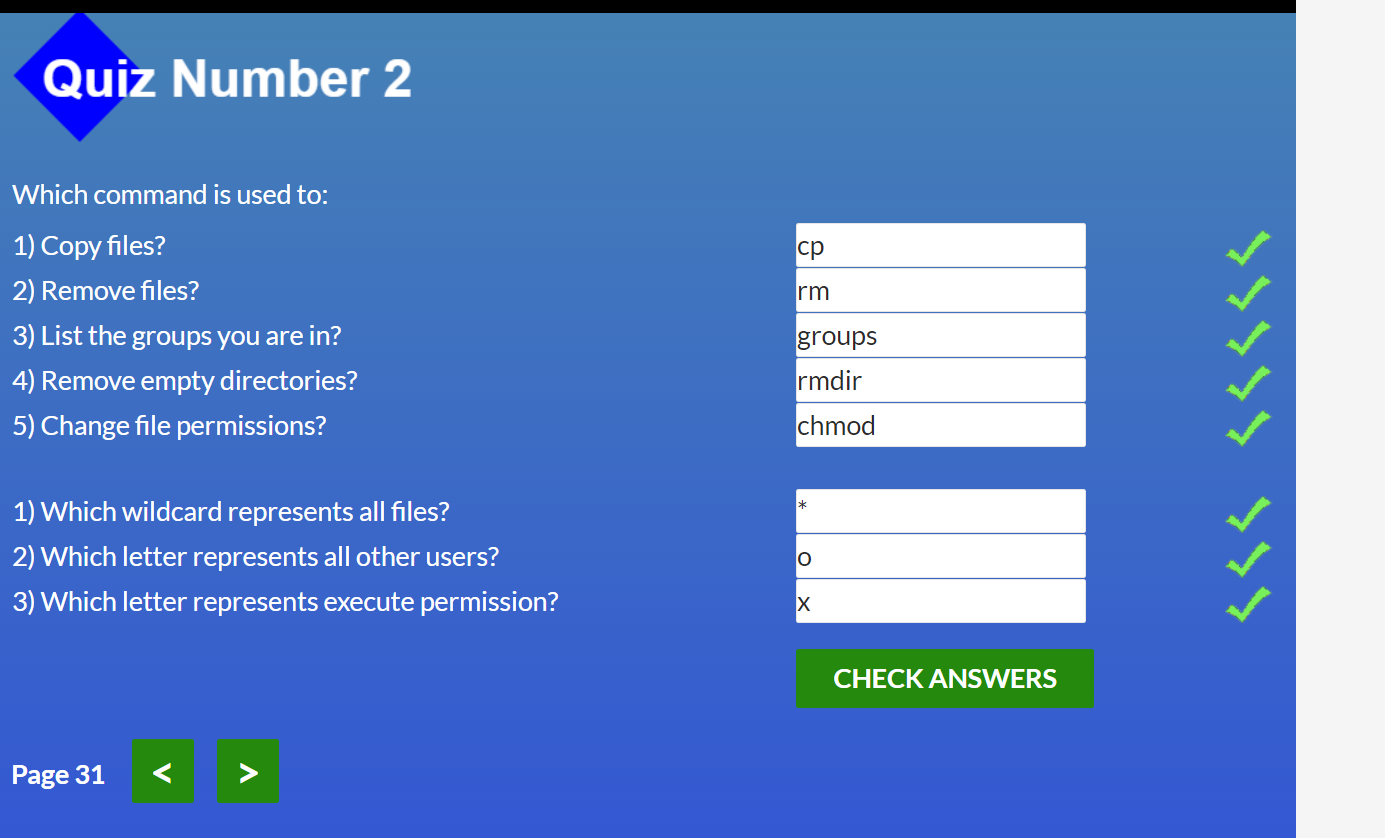 Quiz Number 2
Which command is used to:
1) Copy files? cp
2) Remove files? rm
3) List the groups you are in? groups
4) Remove empty directories? rmdir
5) Change file permissions? chmod
1) Which wildcard represents all files? *
2) Which letter represents all other users? o
3) Which letter represents execute permission? x
CHECK ANSWERS
Page 31 < >